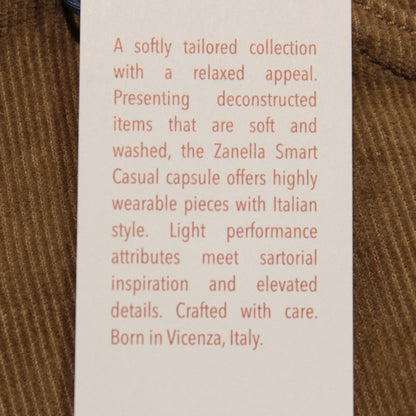 A softly tailored collection
with a relaxed appeal.
Presenting deconstructed
items that are soft and
washed, the Zanella Smart
Casual capsule offers highly
wearable pieces with Italian
style. Light performance
attributes meet sartorial
inspiration and elevated
details. Crafted with care.
Born in Vicenza, Italy.